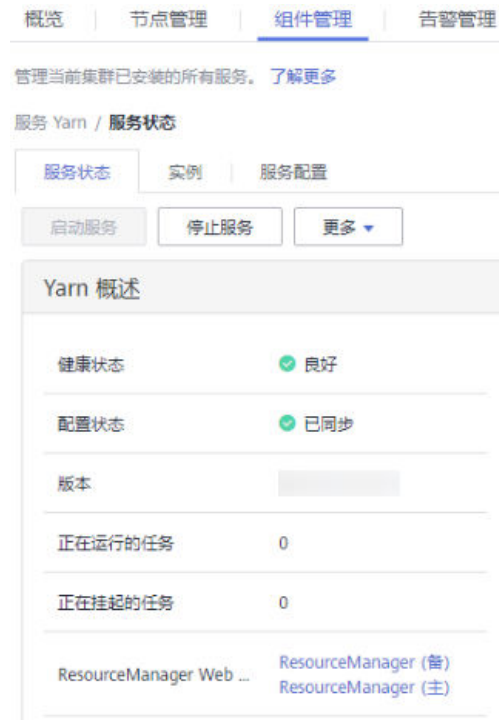 概览 节点管理 组件管理 告警管理
管理当前集群已安装的所有服务。 了解更多
服务 Yarn / 服务状态
服务状态 实例 服务配置
启动服务 停止服务 更多
Yarn 概述
健康状态 良好
配置状态 已同步
版本
正在运行的任务 0
正在挂起的任务 0
ResourceManager Web ... ResourceManager (备)
ResourceManager (主)